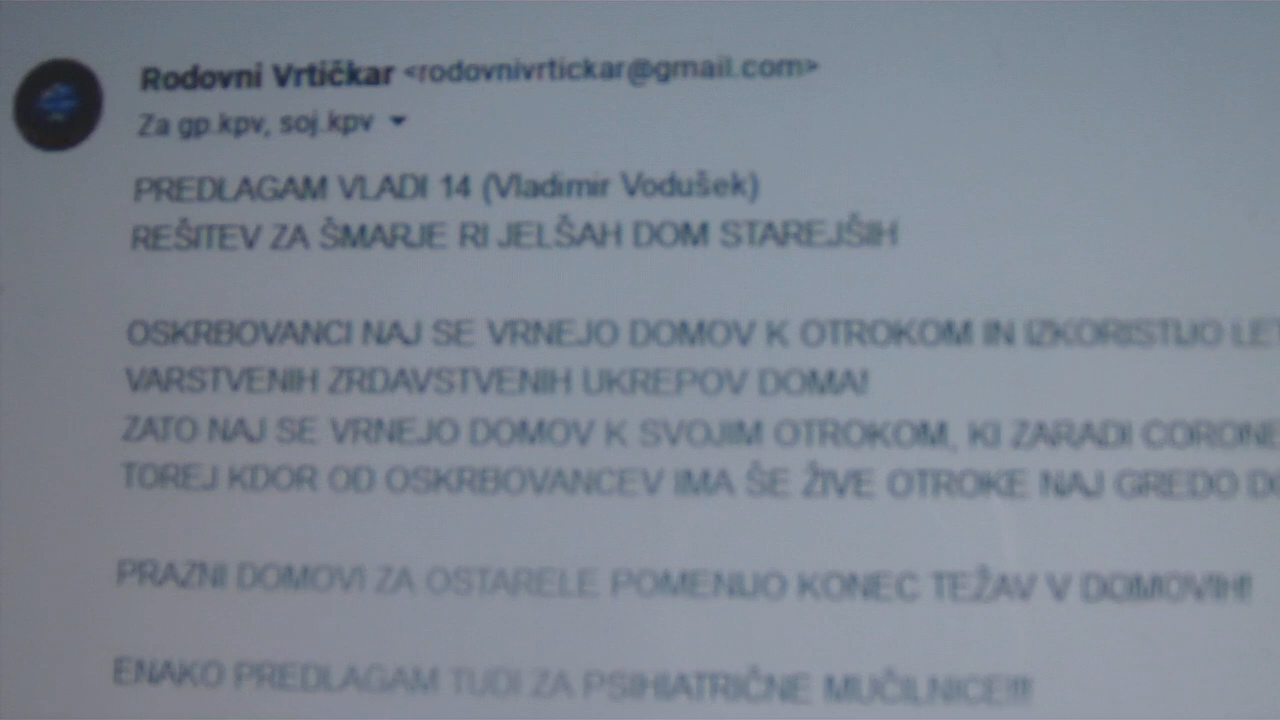 Rodovni Vrtičkar <rodovnivrtickar@gmail.com>
Za gp.kpv, soj.kpv
PREDLAGAM VLADI 14 (Vladimir Vodušek)
REŠITEV ZA ŠMARJE RI JELŠAH DOM STAREJŠIH
OSKRBOVANCI NAJ SE VRNEJO DOMOV K OTROKOM IN IZKORISTIJO
VARSTVENIH ZRDAVSTVENIH UKREPOV DOMA!
ZATO NAJ SE VRNEJO DOMOV K SVOJIM OTROKOM, KI ZARADI CORONE
TOREJ KDOR OD OSKRBOVANCEV IMA ŠE ŽIVE OTROKE NAJ GREDO
PRAZNI DOMOVI ZA OSTARELE POMENIJO KONEC TEŽAV V DOMOVIH!
ENAKO PREDLAGAM TUDI ZA PSIHIATRIČNE MUČILNICE!!!